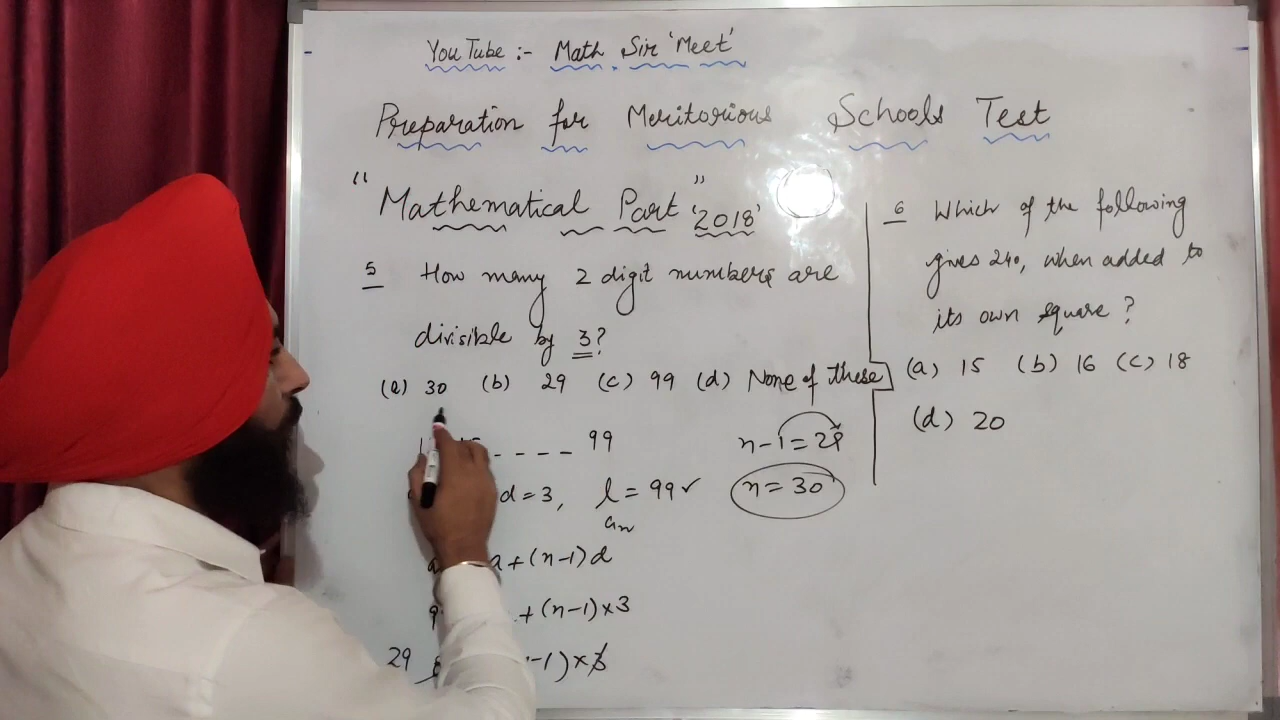 YouTube :- Math Sir 'Meet'
Preparation for Meritorious Schools Test
"Mathematical Part" '2018'
5 How many 2 digit numbers are
divisible by 3?
(a) 30 (b) 29 (c) 99 (d) None of these
---- 99
d = 3, l = 99 ✓
an
a + (n-1) d
+ (n-1) × 3
29 -1) × 3
n-1 = 29
n = 30
6 Which of the following
gives 240, when added to
its own square ?
(a) 15 (b) 16 (c) 18
(d) 20